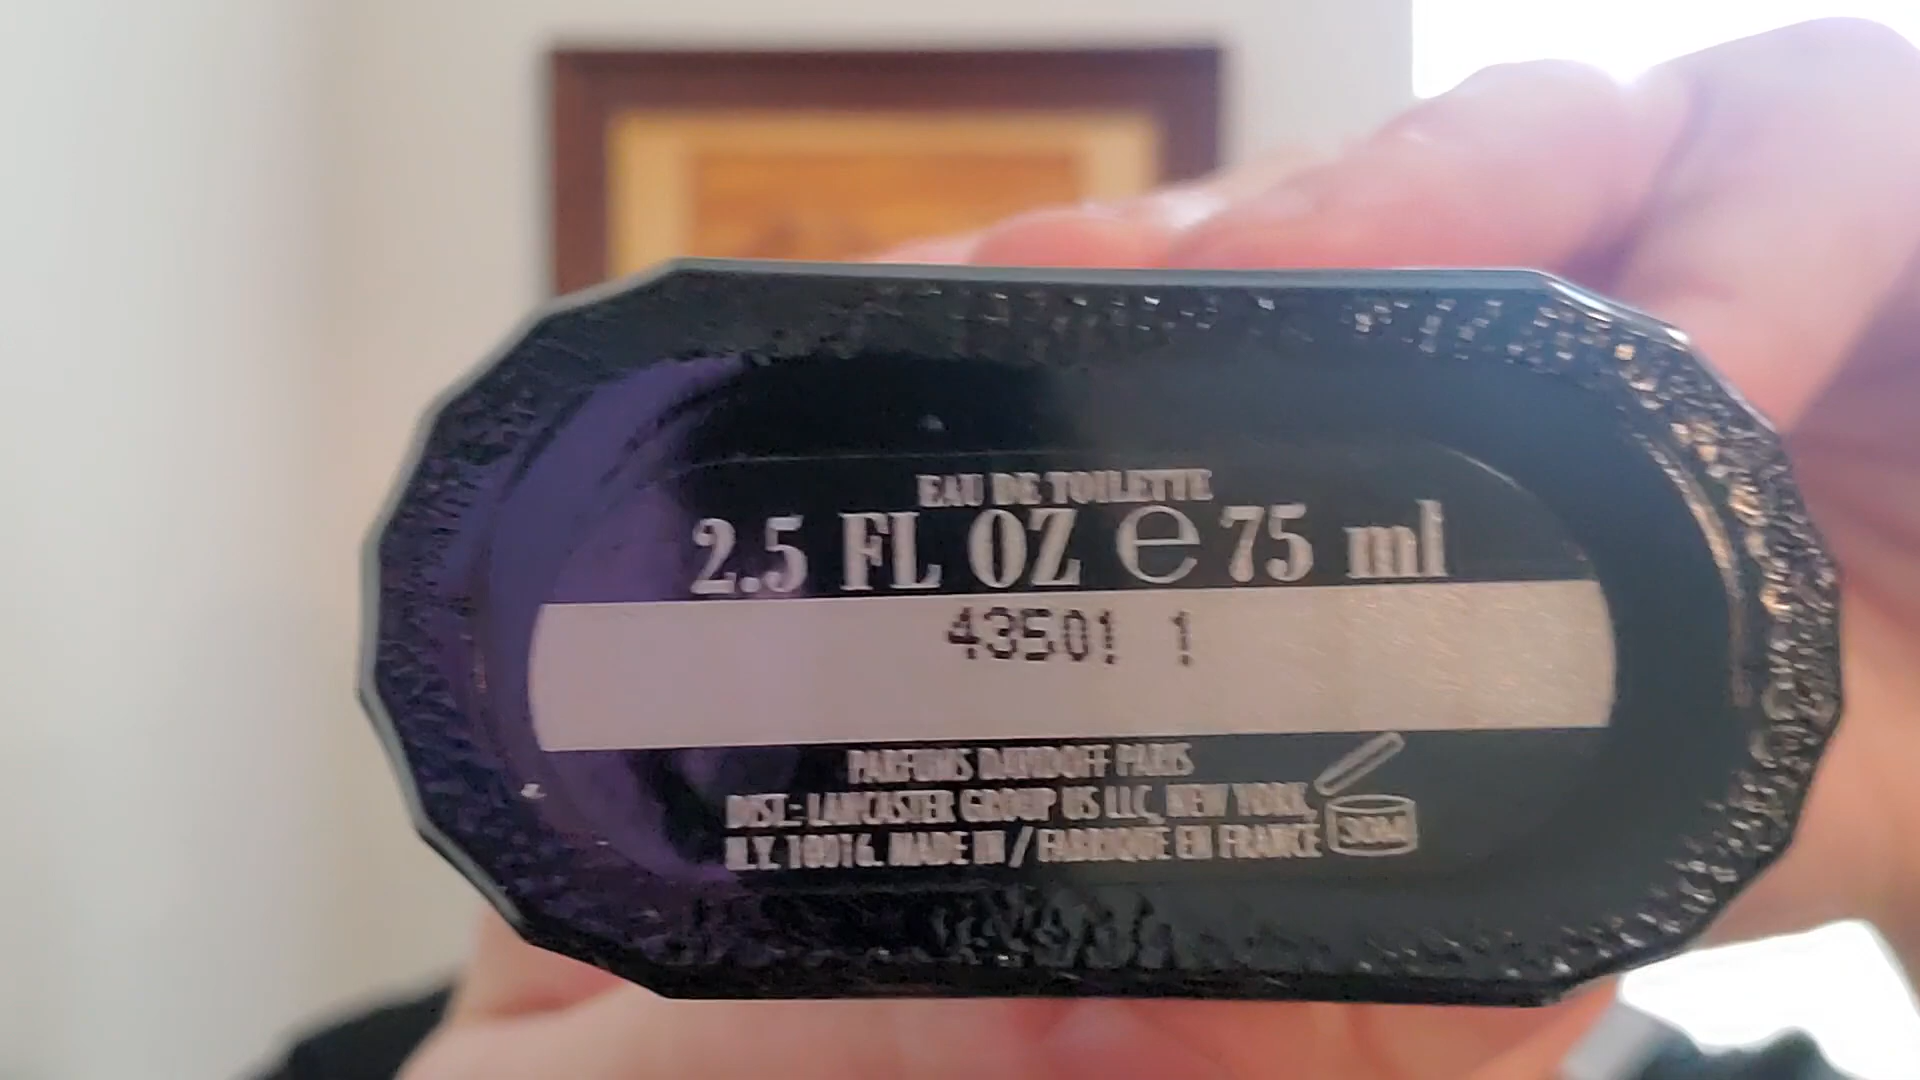 EAU DE TOILETTE
2.5 FL OZ ℮ 75 ml
43501 1
PARFUMS DAVIDOFF PARIS
DIST.: LANCASTER GROUP US LLC, NEW YORK,
N.Y. 10016. MADE IN / FABRIQUE EN FRANCE
30M